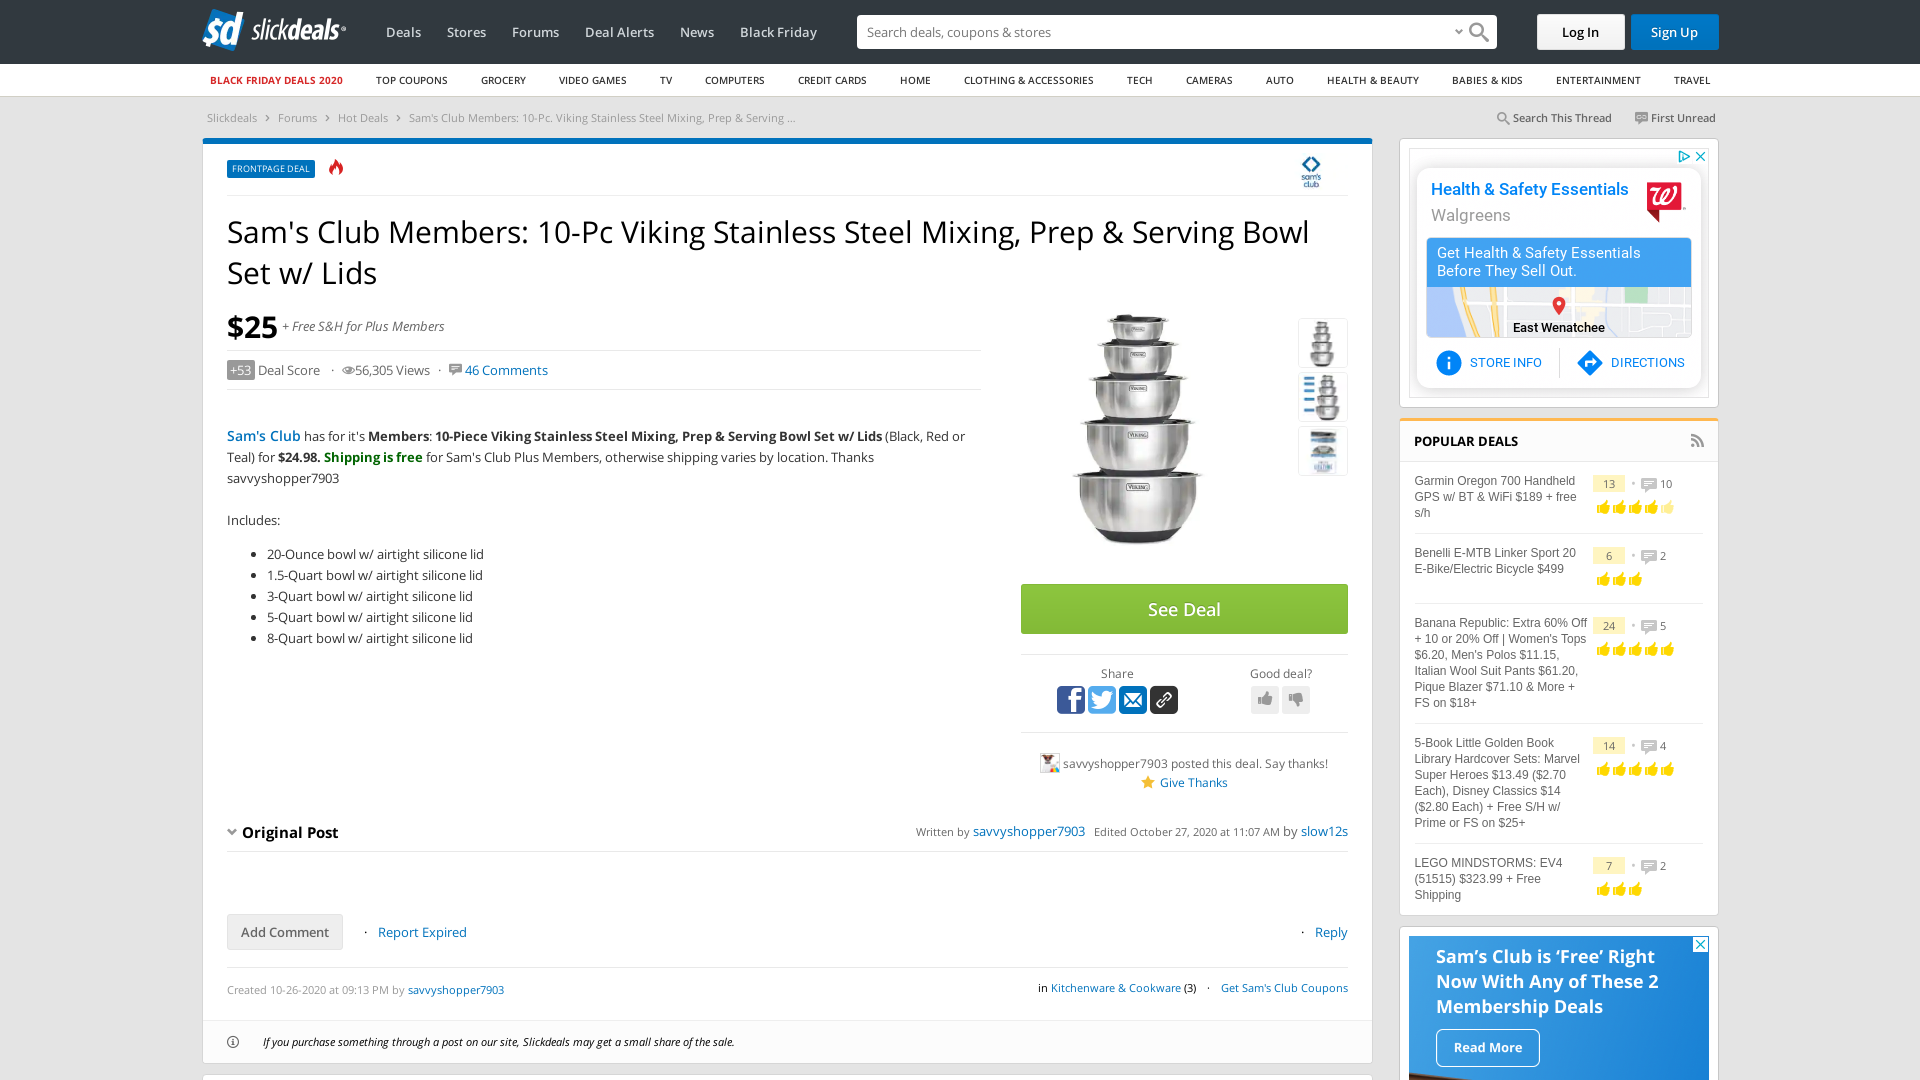 sd slickdeals
Deals
Stores
Forums
Deal Alerts
News
Black Friday
Search deals, coupons & stores
Log In
Sign Up
BLACK FRIDAY DEALS 2020
TOP COUPONS
GROCERY
VIDEO GAMES
TV
COMPUTERS
CREDIT CARDS
HOME
CLOTHING & ACCESSORIES
TECH
CAMERAS
AUTO
HEALTH & BEAUTY
BABIES & KIDS
ENTERTAINMENT
TRAVEL
Slickdeals › Forums › Hot Deals › Sam's Club Members: 10-Pc. Viking Stainless Steel Mixing, Prep & Serving ...
Search This Thread
First Unread
FRONTPAGE DEAL
sam's
club
Sam's Club Members: 10-Pc Viking Stainless Steel Mixing, Prep & Serving Bowl
Set w/ Lids
$25 + Free S&H for Plus Members
+53 Deal Score · 56,305 Views · 46 Comments
VIKING
VIKING
VIKING
VIKING
Sam's Club has for it's Members: 10-Piece Viking Stainless Steel Mixing, Prep & Serving Bowl Set w/ Lids (Black, Red or
Teal) for $24.98. Shipping is free for Sam's Club Plus Members, otherwise shipping varies by location. Thanks
savvyshopper7903
Includes:
• 20-Ounce bowl w/ airtight silicone lid
• 1.5-Quart bowl w/ airtight silicone lid
• 3-Quart bowl w/ airtight silicone lid
• 5-Quart bowl w/ airtight silicone lid
• 8-Quart bowl w/ airtight silicone lid
See Deal
Share
Good deal?
savvyshopper7903 posted this deal. Say thanks!
Give Thanks
Original Post
Written by savvyshopper7903 Edited October 27, 2020 at 11:07 AM by slow12s
Add Comment
· Report Expired
· Reply
Created 10-26-2020 at 09:13 PM by savvyshopper7903
in Kitchenware & Cookware (3) · Get Sam's Club Coupons
If you purchase something through a post on our site, Slickdeals may get a small share of the sale.
Health & Safety Essentials
Walgreens
W
Get Health & Safety Essentials
Before They Sell Out.
East Wenatchee
STORE INFO
DIRECTIONS
POPULAR DEALS
Garmin Oregon 700 Handheld
GPS w/ BT & WiFi $189 + free
s/h
13 • 10
Benelli E-MTB Linker Sport 20
E-Bike/Electric Bicycle $499
6 • 2
Banana Republic: Extra 60% Off
+ 10 or 20% Off | Women's Tops
$6.20, Men's Polos $11.15,
Italian Wool Suit Pants $61.20,
Pique Blazer $71.10 & More +
FS on $18+
24 • 5
5-Book Little Golden Book
Library Hardcover Sets: Marvel
Super Heroes $13.49 ($2.70
Each), Disney Classics $14
($2.80 Each) + Free S/H w/
Prime or FS on $25+
14 • 4
LEGO MINDSTORMS: EV4
(51515) $323.99 + Free
Shipping
7 • 2
Sam's Club is 'Free' Right
Now With Any of These 2
Membership Deals
Read More